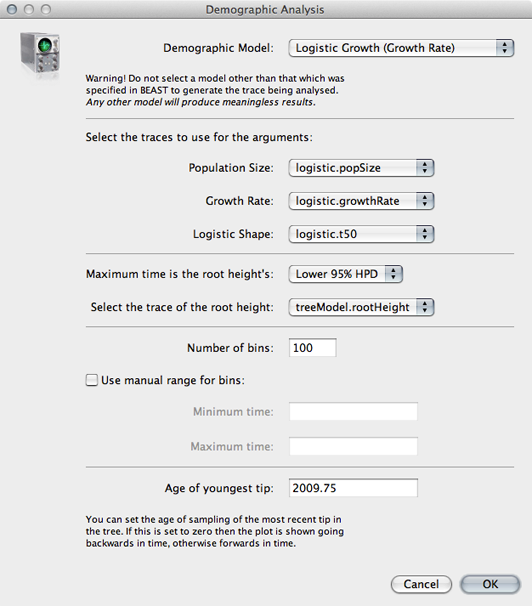 Demographic Analysis
Demographic Model: Logistic Growth (Growth Rate)
Warning! Do not select a model other than that which was
specified in BEAST to generate the trace being analysed.
Any other model will produce meaningless results.
Select the traces to use for the arguments:
Population Size: logistic.popSize
Growth Rate: logistic.growthRate
Logistic Shape: logistic.t50
Maximum time is the root height's: Lower 95% HPD
Select the trace of the root height: treeModel.rootHeight
Number of bins: 100
Use manual range for bins:
Minimum time:
Maximum time:
Age of youngest tip: 2009.75
You can set the age of sampling of the most recent tip in
the tree. If this is set to zero then the plot is shown going
backwards in time, otherwise forwards in time.
Cancel OK